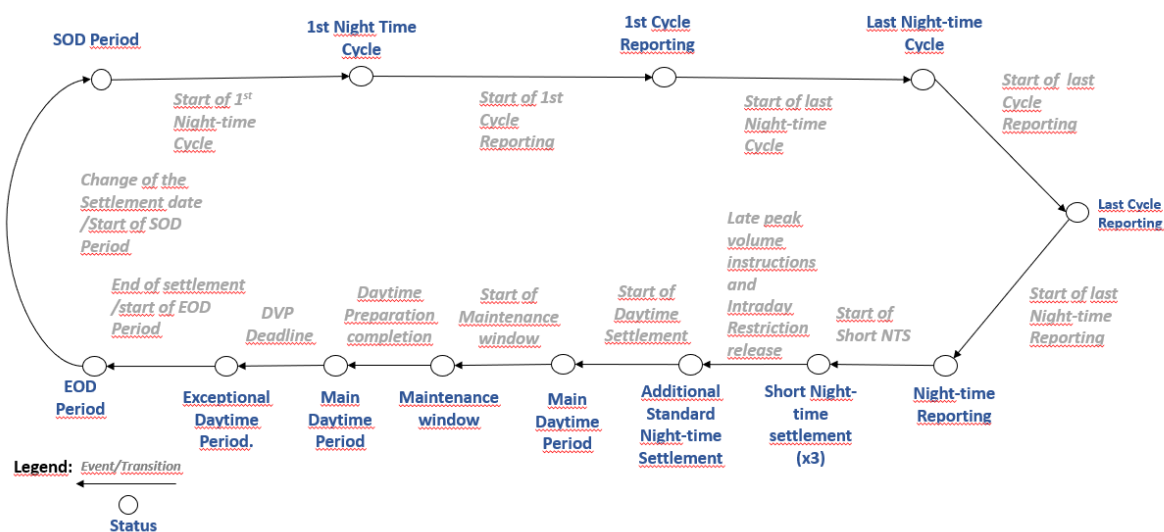 SOD Period
1st Night Time
Cycle
1st Cycle
Reporting
Last Night-time
Cycle
Start of 1st
Night-time
Cycle
Start of 1st
Cycle
Reporting
Start of last
Night-time
Cycle
Start of last
Cycle
Reporting
Change of the
Settlement date
/Start of SOD
Period
Last Cycle
Reporting
End of settlement
/start of EOD
Period
DVP
Deadline
Daytime
Preparation
completion
Start of
Maintenance
window
Start of
Daytime
Settlement
Late peak
volume
instructions
and
Intraday
Restriction
release
Start of
Short NTS
Start of last
Night-time
Reporting
EOD
Period
Exceptional
Daytime
Period.
Main
Daytime
Period
Maintenance
window
Main
Daytime
Period
Additional
Standard
Night-time
Settlement
Short Night-
time
settlement
(x3)
Night-time
Reporting
Legend: Event/Transition
Status